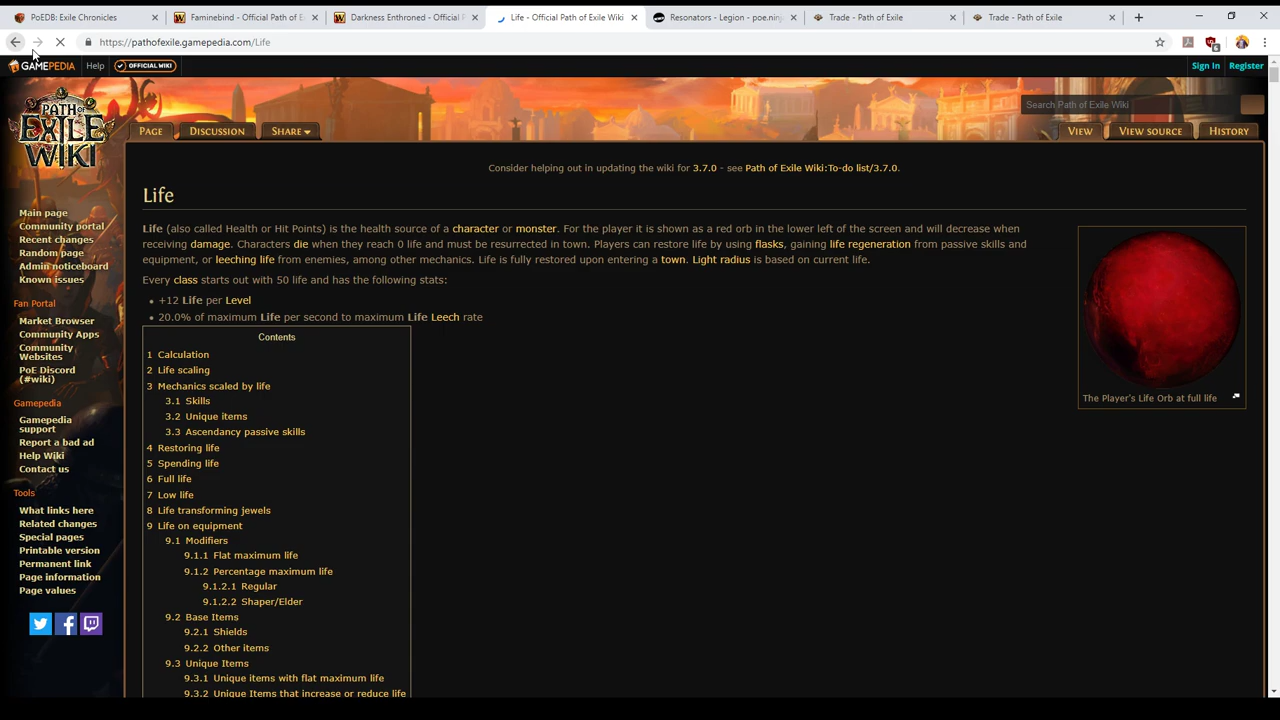 PoEDB: Exile Chronicles
Faminebind - Official Path of E
Darkness Enthroned - Official P
Life - Official Path of Exile Wiki
Resonators - Legion - poe.ninj
Trade - Path of Exile
Trade - Path of Exile
https://pathofexile.gamepedia.com/Life
GAMEPEDIA
Help
OFFICIAL WIKI
Sign In
Register
PATH OF EXILE WIKI
Search Path of Exile Wiki
PAGE
DISCUSSION
SHARE
VIEW
VIEW SOURCE
HISTORY
Consider helping out in updating the wiki for 3.7.0 - see Path of Exile Wiki:To-do list/3.7.0.
Life
Life (also called Health or Hit Points) is the health source of a character or monster. For the player it is shown as a red orb in the lower left of the screen and will decrease when
receiving damage. Characters die when they reach 0 life and must be resurrected in town. Players can restore life by using flasks, gaining life regeneration from passive skills and
equipment, or leeching life from enemies, among other mechanics. Life is fully restored upon entering a town. Light radius is based on current life.
Every class starts out with 50 life and has the following stats:
• +12 Life per Level
• 20.0% of maximum Life per second to maximum Life Leech rate
The Player's Life Orb at full life
Contents
1 Calculation
2 Life scaling
3 Mechanics scaled by life
3.1 Skills
3.2 Unique items
3.3 Ascendancy passive skills
4 Restoring life
5 Spending life
6 Full life
7 Low life
8 Life transforming jewels
9 Life on equipment
9.1 Modifiers
9.1.1 Flat maximum life
9.1.2 Percentage maximum life
9.1.2.1 Regular
9.1.2.2 Shaper/Elder
9.2 Base Items
9.2.1 Shields
9.2.2 Other items
9.3 Unique Items
9.3.1 Unique items with flat maximum life
9.3.2 Unique Items that increase or reduce life
Main page
Community portal
Recent changes
Random page
Admin noticeboard
Known issues
Fan Portal
Market Browser
Community Apps
Community
Websites
PoE Discord
(#wiki)
Gamepedia
Gamepedia
support
Report a bad ad
Help Wiki
Contact us
Tools
What links here
Related changes
Special pages
Printable version
Permanent link
Page information
Page values